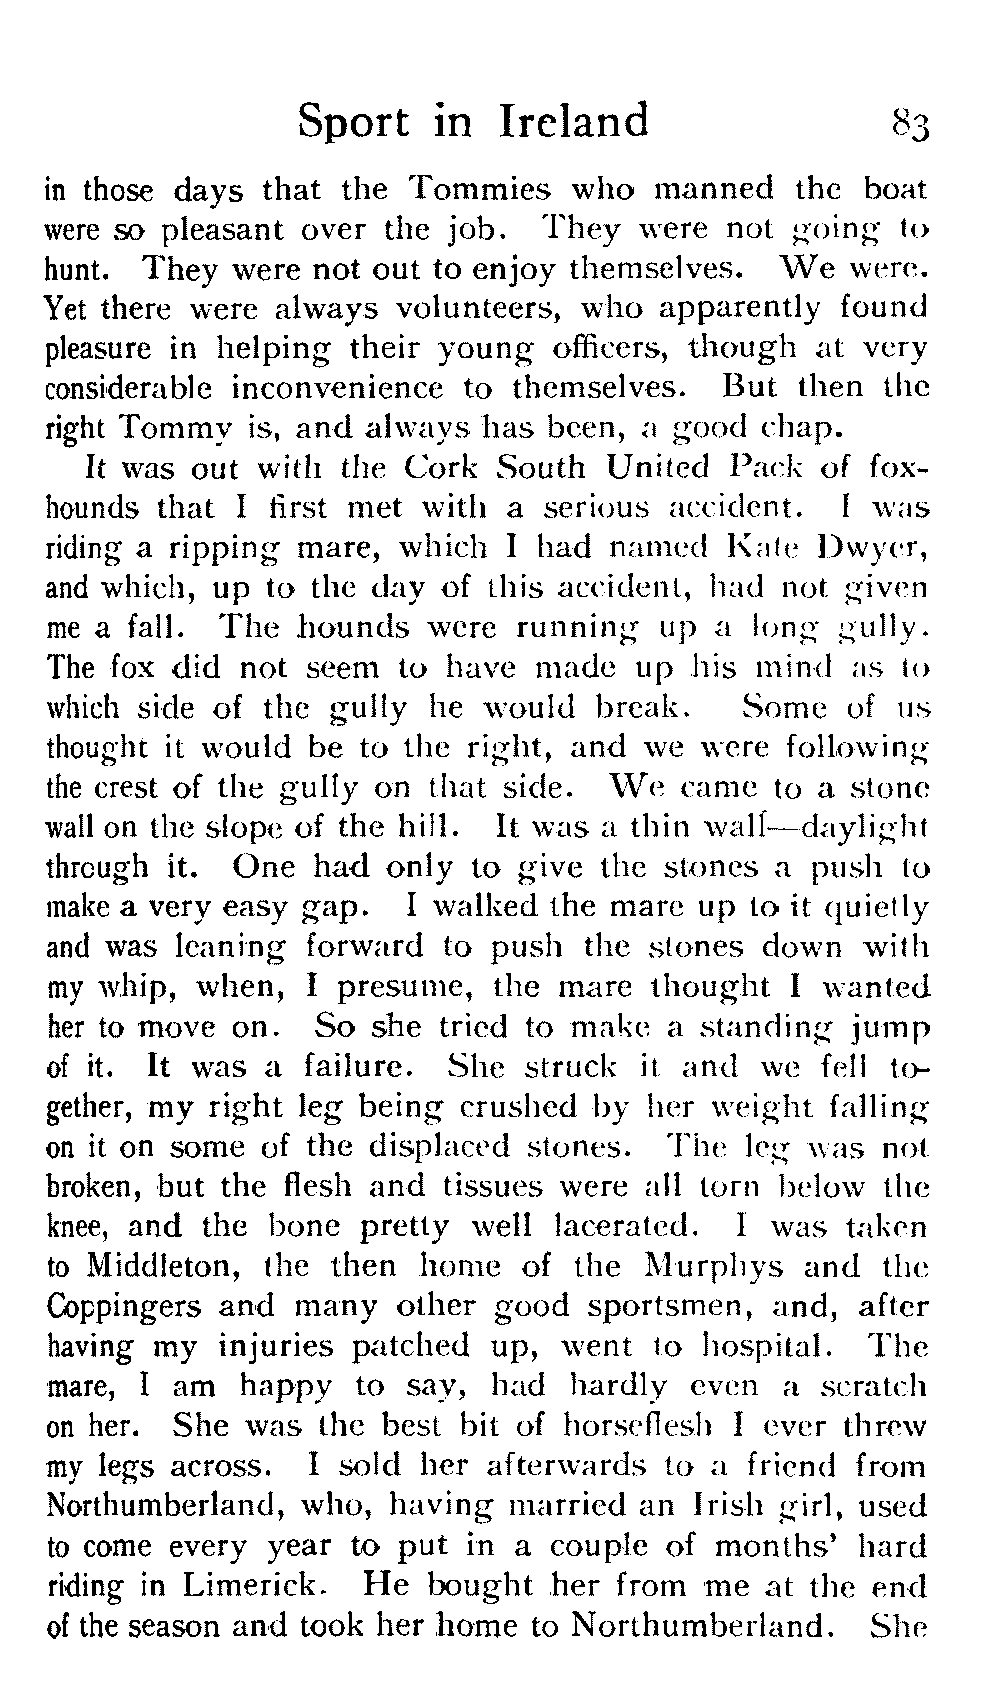 Sport in Ireland 83
in those days that the Tommies who manned the boat
were so pleasant over the job. They were not going to
hunt. They were not out to enjoy themselves. We were.
Yet there were always volunteers, who apparently found
pleasure in helping their young officers, though at very
considerable inconvenience to themselves. But then the
right Tommy is, and always has been, a good chap.
It was out with the Cork South United Pack of fox-
hounds that I first met with a serious accident. I was
riding a ripping mare, which I had named Kate Dwyer,
and which, up to the day of this accident, had not given
me a fall. The hounds were running up a long gully.
The fox did not seem to have made up his mind as to
which side of the gully he would break. Some of us
thought it would be to the right, and we were following
the crest of the gully on that side. We came to a stone
wall on the slope of the hill. It was a thin wall—daylight
through it. One had only to give the stones a push to
make a very easy gap. I walked the mare up to it quietly
and was leaning forward to push the stones down with
my whip, when, I presume, the mare thought I wanted
her to move on. So she tried to make a standing jump
of it. It was a failure. She struck it and we fell to-
gether, my right leg being crushed by her weight falling
on it on some of the displaced stones. The leg was not
broken, but the flesh and tissues were all torn below the
knee, and the bone pretty well lacerated. I was taken
to Middleton, the then home of the Murphys and the
Coppingers and many other good sportsmen, and, after
having my injuries patched up, went to hospital. The
mare, I am happy to say, had hardly even a scratch
on her. She was the best bit of horseflesh I ever threw
my legs across. I sold her afterwards to a friend from
Northumberland, who, having married an Irish girl, used
to come every year to put in a couple of months' hard
riding in Limerick. He bought her from me at the end
of the season and took her home to Northumberland. She